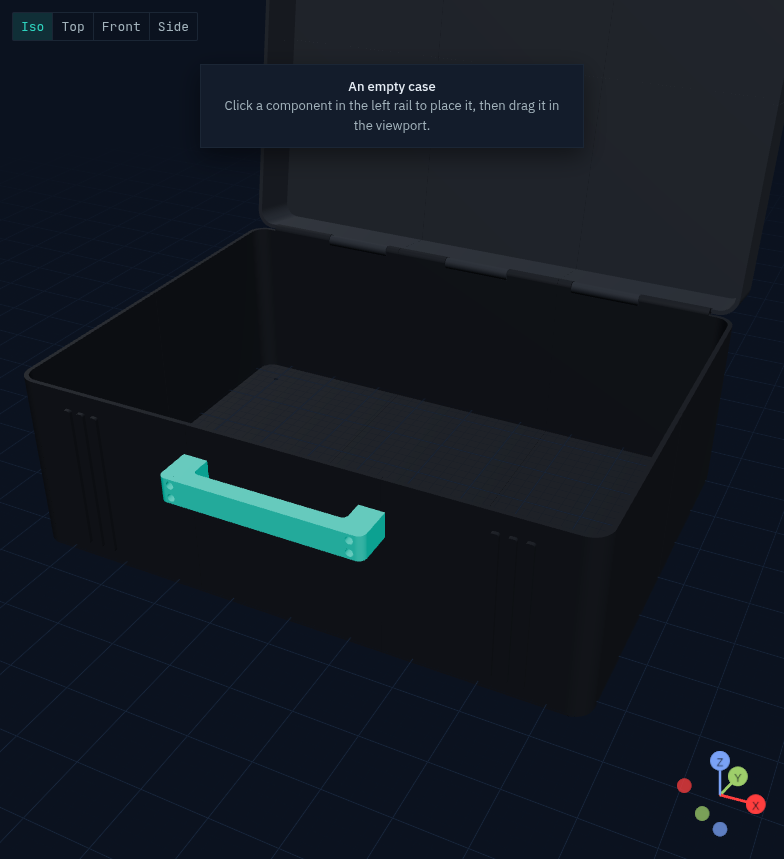 Iso Top Front Side
An empty case
Click a component in the left rail to place it, then drag it in
the viewport.
Z
Y
X